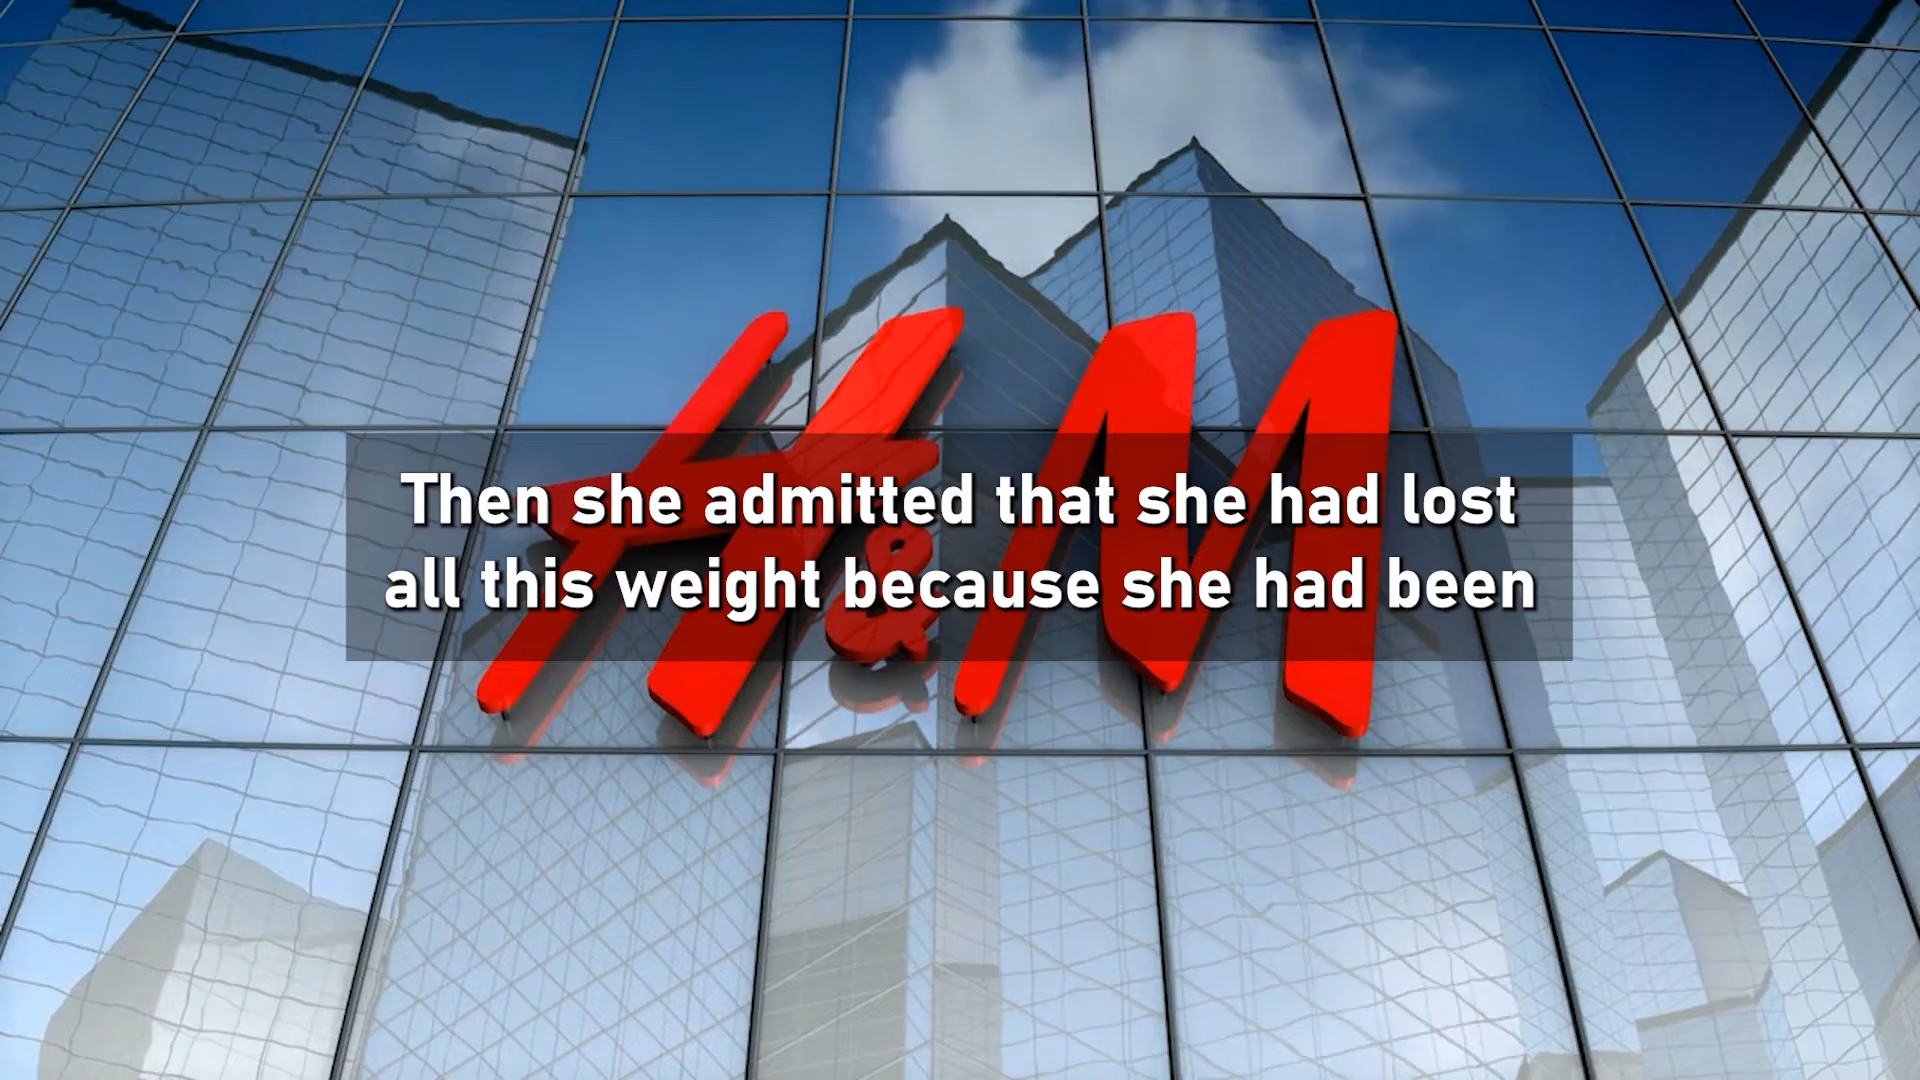 H&M
Then she admitted that she had lost
all this weight because she had been